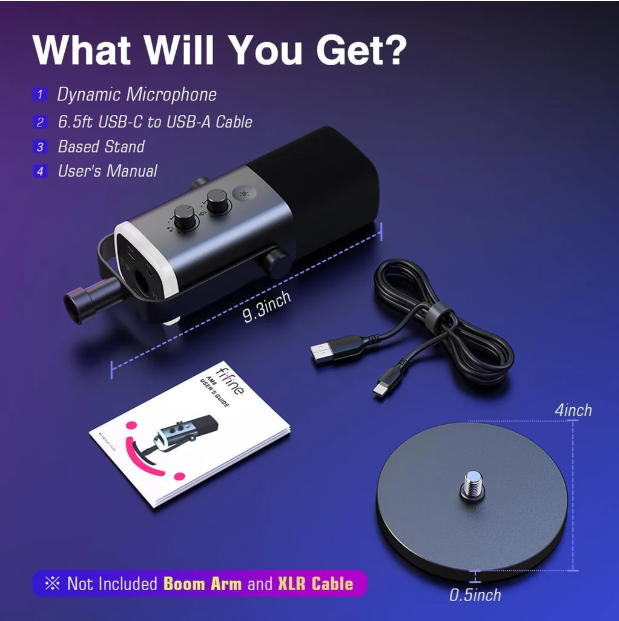 What Will You Get?
1 Dynamic Microphone
2 6.5ft USB-C to USB-A Cable
3 Based Stand
4 User's Manual
9.3inch
fifine
AM8
USER'S GUIDE
4inch
0.5inch
※ Not Included Boom Arm and XLR Cable